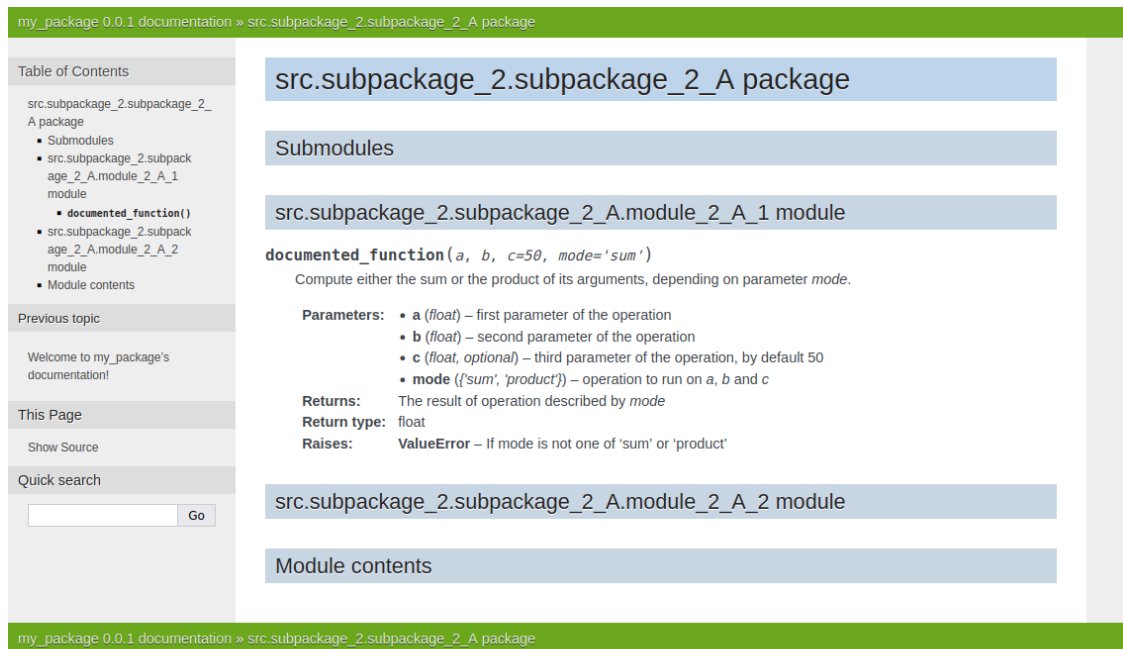 my_package 0.0.1 documentation » src.subpackage_2.subpackage_2_A package
Table of Contents
src.subpackage_2.subpackage_2_
A package
▪ Submodules
▪ src.subpackage_2.subpack
age_2_A.module_2_A_1
module
▪ documented_function()
▪ src.subpackage_2.subpack
age_2_A.module_2_A_2
module
▪ Module contents
Previous topic
Welcome to my_package's
documentation!
This Page
Show Source
Quick search
Go
src.subpackage_2.subpackage_2_A package
Submodules
src.subpackage_2.subpackage_2_A.module_2_A_1 module
documented_function(a, b, c=50, mode='sum')
Compute either the sum or the product of its arguments, depending on parameter mode.
Parameters: • a (float) – first parameter of the operation
• b (float) – second parameter of the operation
• c (float, optional) – third parameter of the operation, by default 50
• mode ({'sum', 'product'}) – operation to run on a, b and c
Returns: The result of operation described by mode
Return type: float
Raises: ValueError – If mode is not one of ‘sum’ or ‘product’
src.subpackage_2.subpackage_2_A.module_2_A_2 module
Module contents
my_package 0.0.1 documentation » src.subpackage_2.subpackage_2_A package